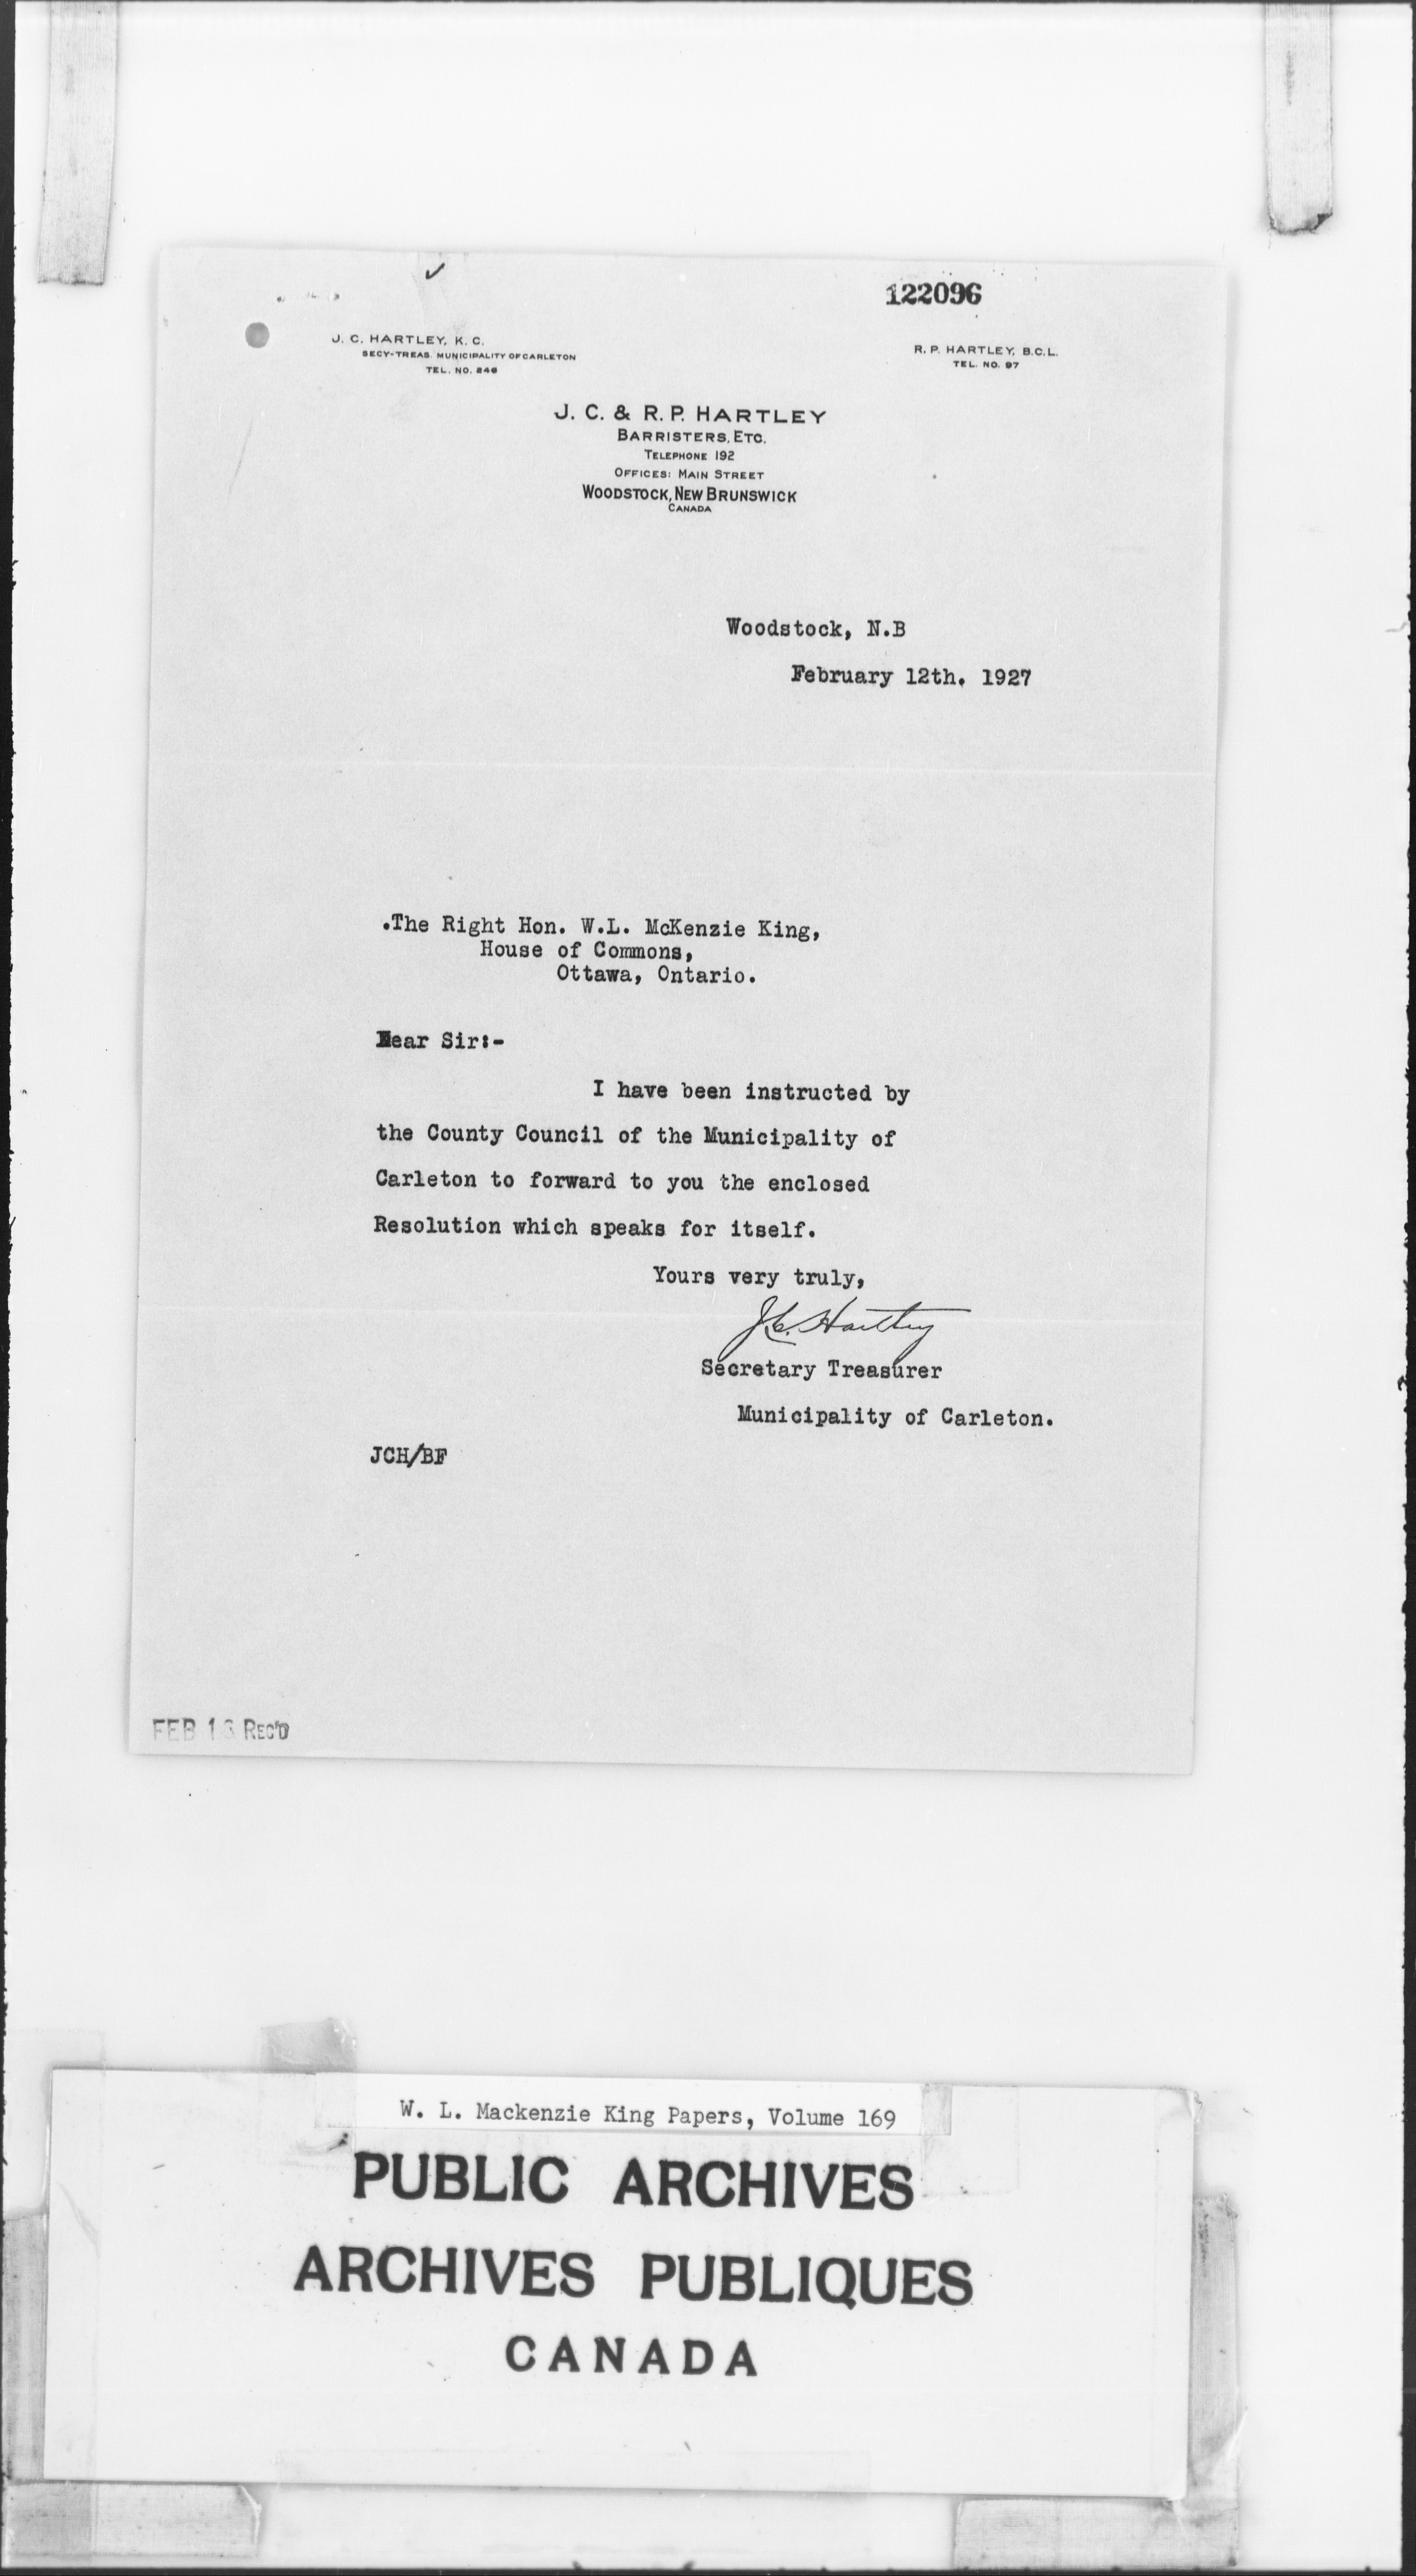 122096
J. C. HARTLEY, K. C.
SECY-TREAS. MUNICIPALITY OF CARLETON
TEL. NO.
R. P. HARTLEY, B.C.L.
TEL. NO. 97
J. C. & R. P. HARTLEY
BARRISTERS, ETC.
TELEPHONE 192
OFFICES: MAIN STREET
WOODSTOCK, NEW BRUNSWICK
CANADA
Woodstock, N.B
February 12th. 1927
.The Right Hon. W.L. McKenzie King,
House of Commons,
Ottawa, Ontario.
Dear Sir:-
I have been instructed by
the County Council of the Municipality of
Carleton to forward to you the enclosed
Resolution which speaks for itself.
Yours very truly,
J.C. Hartley
Secretary Treasurer
Municipality of Carleton.
JCH/BF
FEB REC'D
W. L. Mackenzie King Papers, Volume 169
PUBLIC ARCHIVES
ARCHIVES PUBLIQUES
CANADA